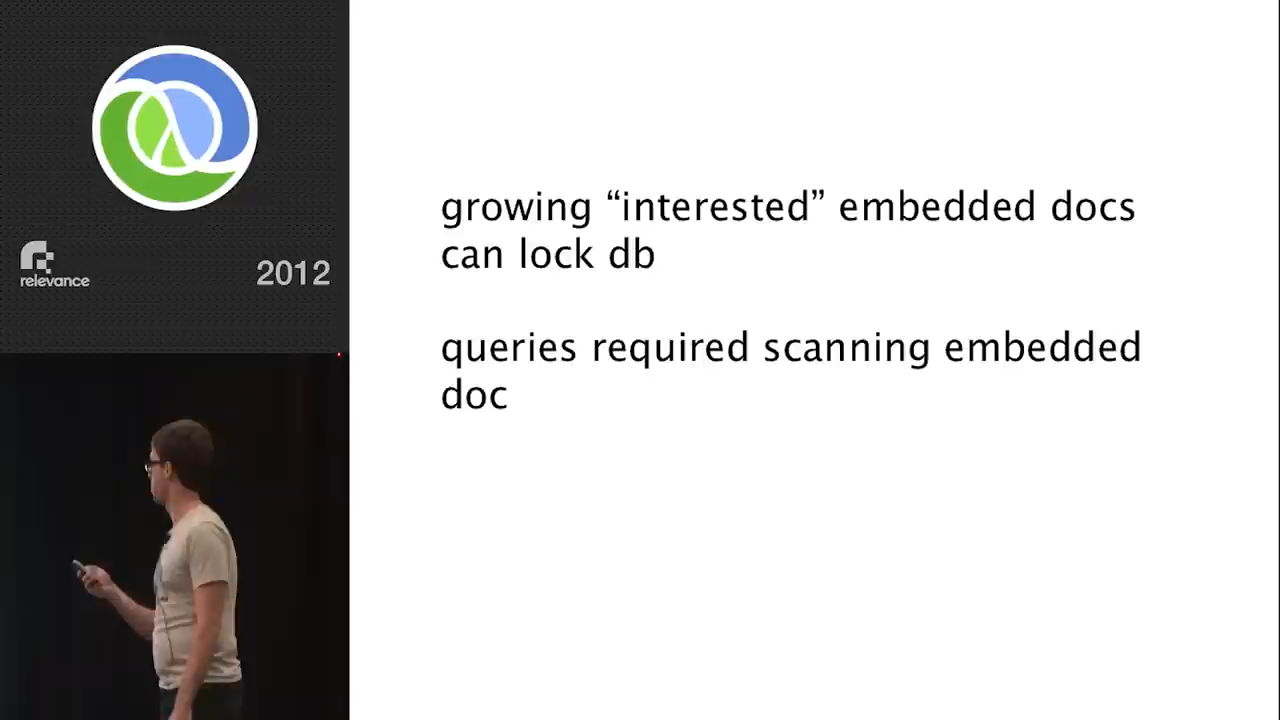 relevance
2012
growing “interested” embedded docs
can lock db
queries required scanning embedded
doc